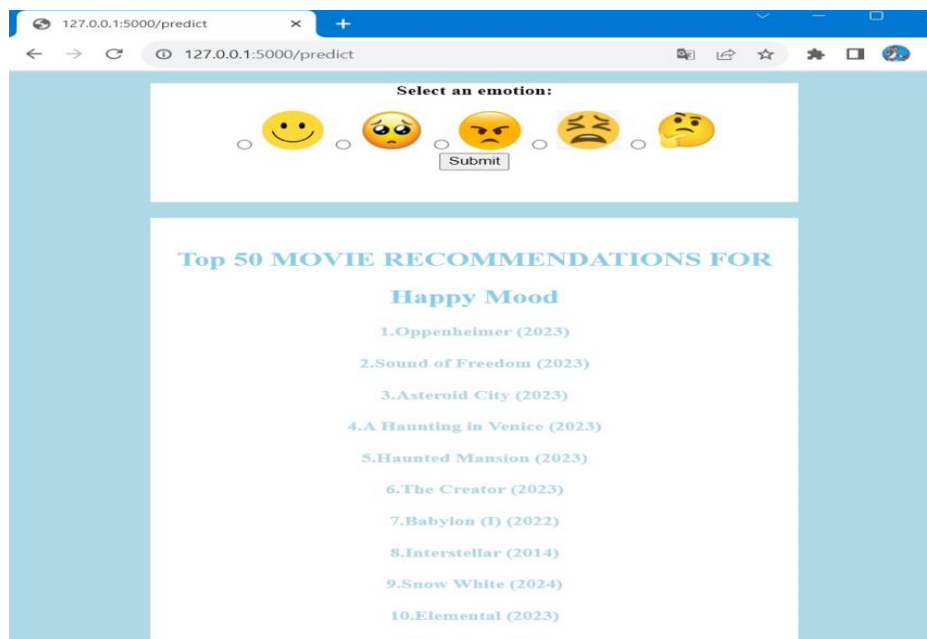 127.0.0.1:5000/predict
127.0.0.1:5000/predict
Select an emotion:
Submit
Top 50 MOVIE RECOMMENDATIONS FOR
Happy Mood
1.Oppenheimer (2023)
2.Sound of Freedom (2023)
3.Asteroid City (2023)
4.A Haunting in Venice (2023)
5.Haunted Mansion (2023)
6.The Creator (2023)
7.Babylon (I) (2022)
8.Interstellar (2014)
9.Snow White (2024)
10.Elemental (2023)